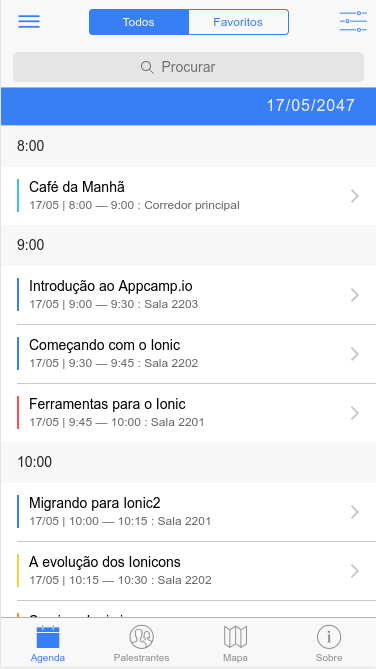 Todos Favoritos
Procurar
17/05/2047
8:00
Café da Manhã
17/05 | 8:00 — 9:00 : Corredor principal
9:00
Introdução ao Appcamp.io
17/05 | 9:00 — 9:30 : Sala 2203
Começando com o Ionic
17/05 | 9:30 — 9:45 : Sala 2202
Ferramentas para o Ionic
17/05 | 9:45 — 10:00 : Sala 2201
10:00
Migrando para Ionic2
17/05 | 10:00 — 10:15 : Sala 2201
A evolução dos Ionicons
17/05 | 10:15 — 10:30 : Sala 2202
Agenda Palestrantes Mapa Sobre